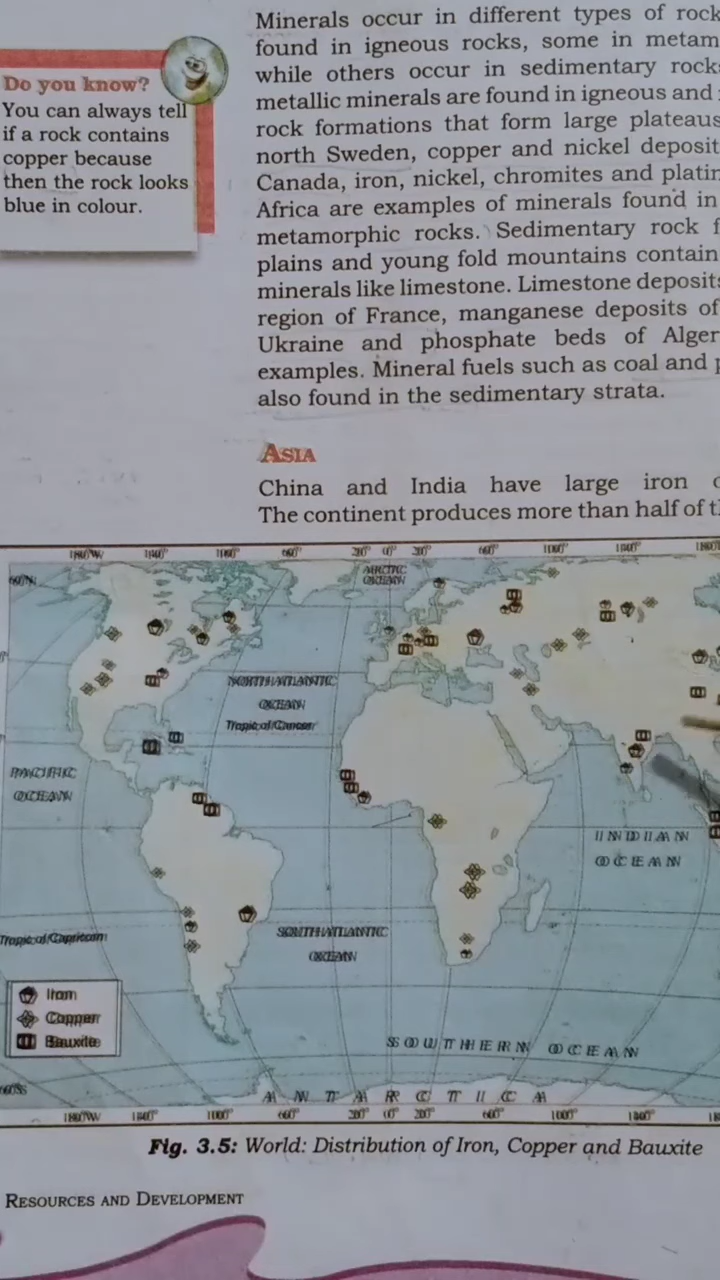 Do you know?
You can always tell
if a rock contains
copper because
then the rock looks
blue in colour.
Minerals occur in different types of rock
found in igneous rocks, some in metam
while others occur in sedimentary rock
metallic minerals are found in igneous and
rock formations that form large plateaus
north Sweden, copper and nickel deposit
Canada, iron, nickel, chromites and platin
Africa are examples of minerals found in
metamorphic rocks. Sedimentary rock f
plains and young fold mountains contain
minerals like limestone. Limestone deposits
region of France, manganese deposits of
Ukraine and phosphate beds of Alger
examples. Mineral fuels such as coal and p
also found in the sedimentary strata.
ASIA
China and India have large iron
The continent produces more than half of t
ARCTIC
OCEAN
NORTH ATLANTIC
OCEAN
Tropic of Cancer
PACIFIC
OCEAN
INDIAN
OCEAN
Tropic of Capricorn
SOUTH ATLANTIC
OCEAN
Iron
Copper
Bauxite
SOUTHERN OCEAN
ANTARCTICA
Fig. 3.5: World: Distribution of Iron, Copper and Bauxite
RESOURCES AND DEVELOPMENT